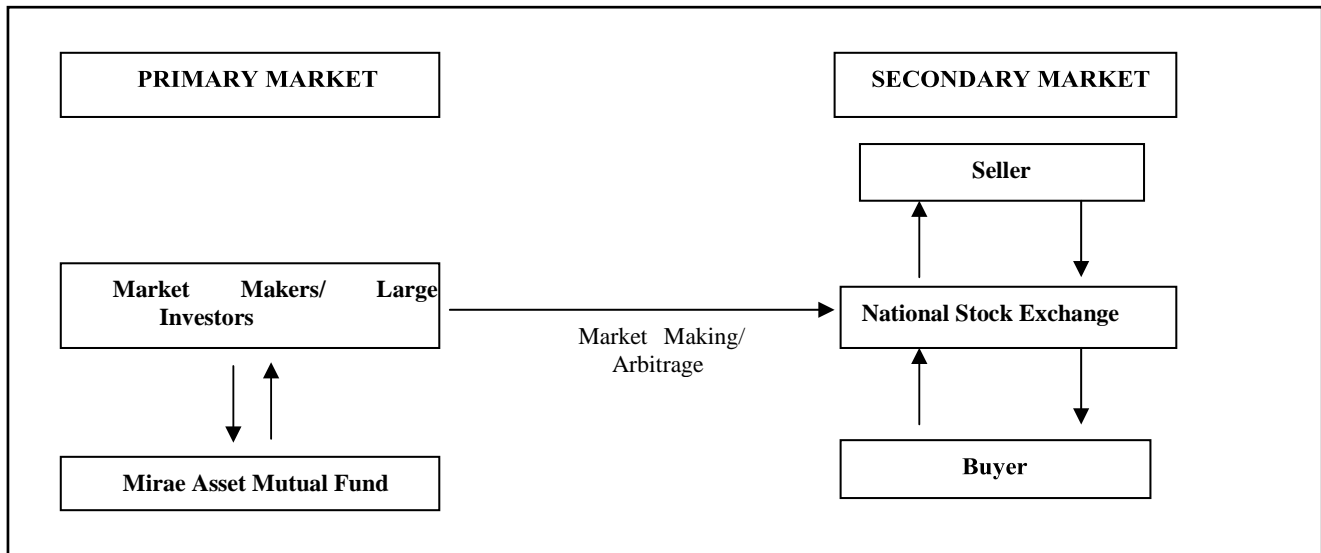 PRIMARY MARKET
SECONDARY MARKET
Seller
Market Makers/ Large
Investors
National Stock Exchange
Market Making/
Arbitrage
Mirae Asset Mutual Fund
Buyer